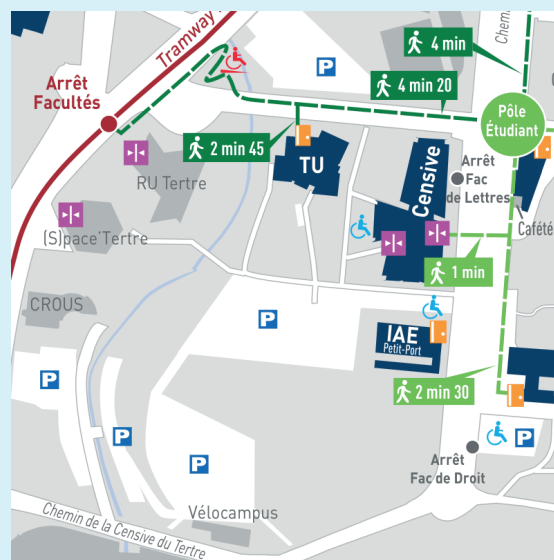 Tramway
Chemin
4 min
P
Arrêt
Facultés
4 min 20
Pôle
Étudiant
2 min 45
TU
Censive
Arrêt
Fac
de Lettres
RU Tertre
Cafété
(S)pace'Tertre
1 min
CROUS
P
IAE
Petit-Port
P
2 min 30
P
P
P
Arrêt
Fac de Droit
Vélocampus
Chemin de la Censive du Tertre